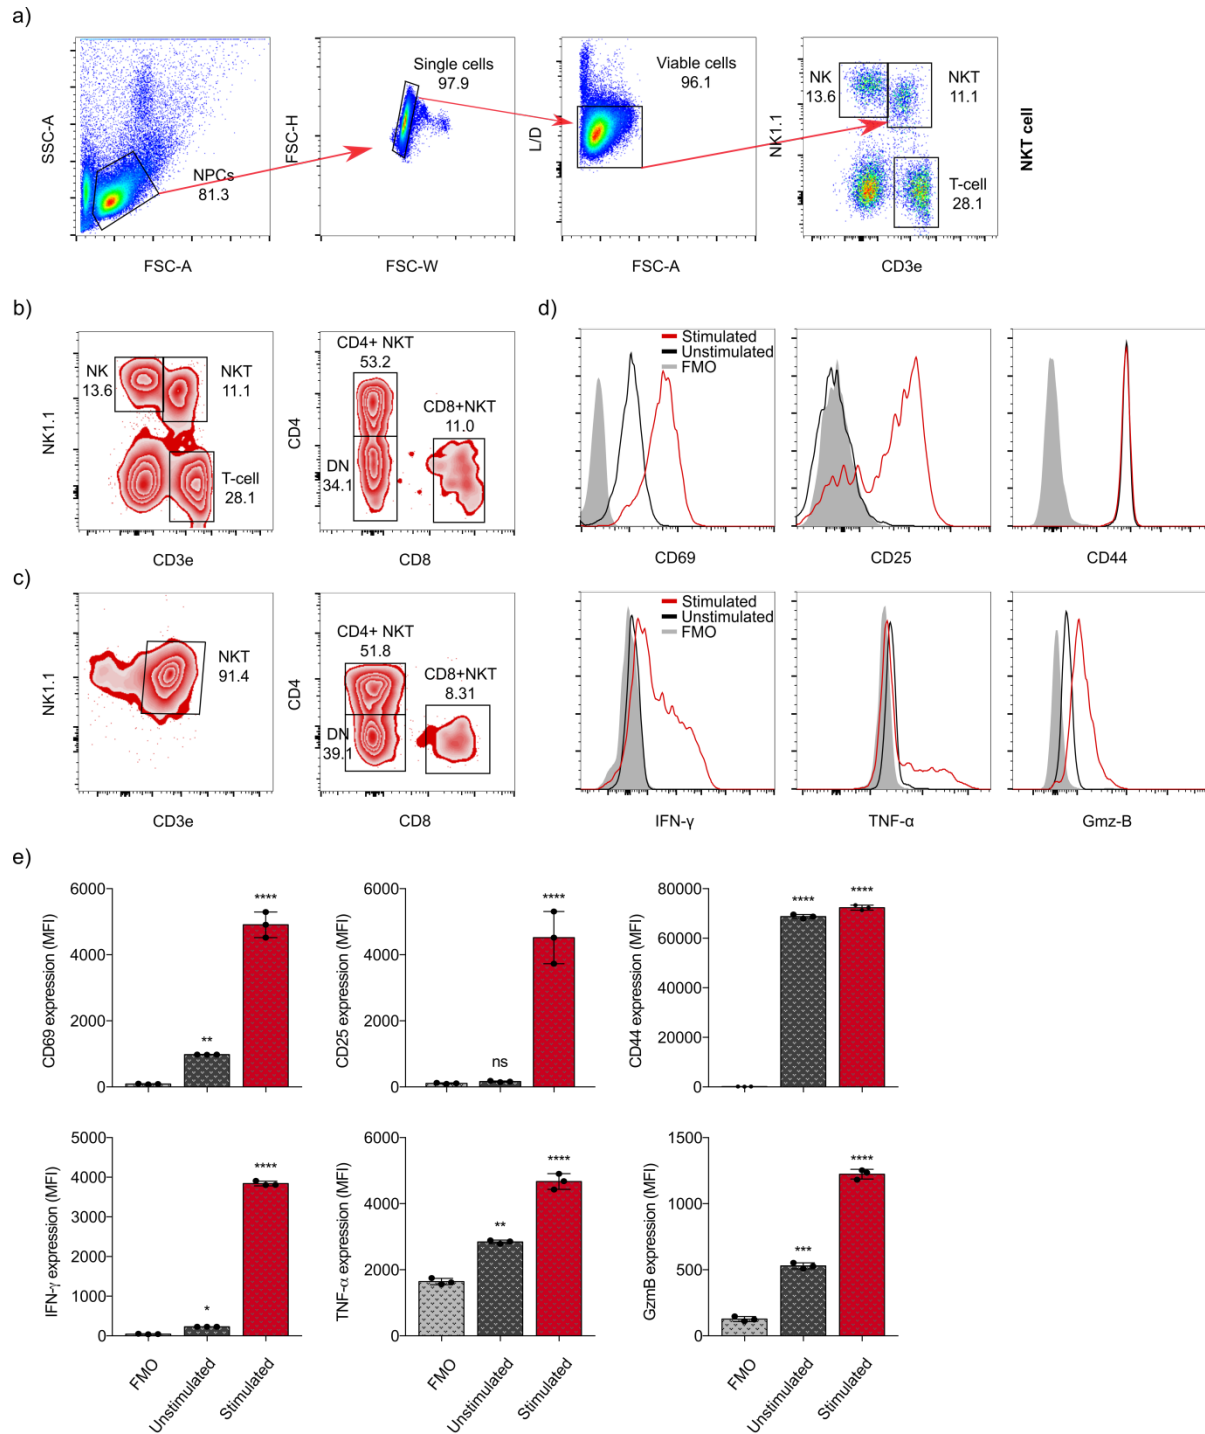 a)
SSC-A
NPCs
81.3
FSC-A
FSC-H
Single cells
97.9
FSC-W
L/D
Viable cells
96.1
FSC-A
NK1.1
NK
13.6
NKT
11.1
T-cell
28.1
CD3e
NKT cell
b)
NK1.1
NK
13.6
NKT
11.1
T-cell
28.1
CD3e
CD4
CD4+ NKT
53.2
CD8+NKT
11.0
DN
34.1
CD8
c)
NK1.1
NKT
91.4
CD3e
CD4
CD4+ NKT
51.8
CD8+NKT
8.31
DN
39.1
CD8
d)
Stimulated
Unstimulated
FMO
CD69
CD25
CD44
Stimulated
Unstimulated
FMO
IFN-γ
TNF-α
Gmz-B
e)
CD69 expression (MFI)
6000
4000
2000
0
**
****
CD25 expression (MFI)
6000
4000
2000
0
ns
****
CD44 expression (MFI)
80000
60000
40000
20000
0
****
****
IFN-γ expression (MFI)
5000
4000
3000
2000
1000
0
*
****
FMO
Unstimulated
Stimulated
TNF-α expression (MFI)
6000
4000
2000
0
**
****
FMO
Unstimulated
Stimulated
GzmB expression (MFI)
1500
1000
500
0
***
****
FMO
Unstimulated
Stimulated